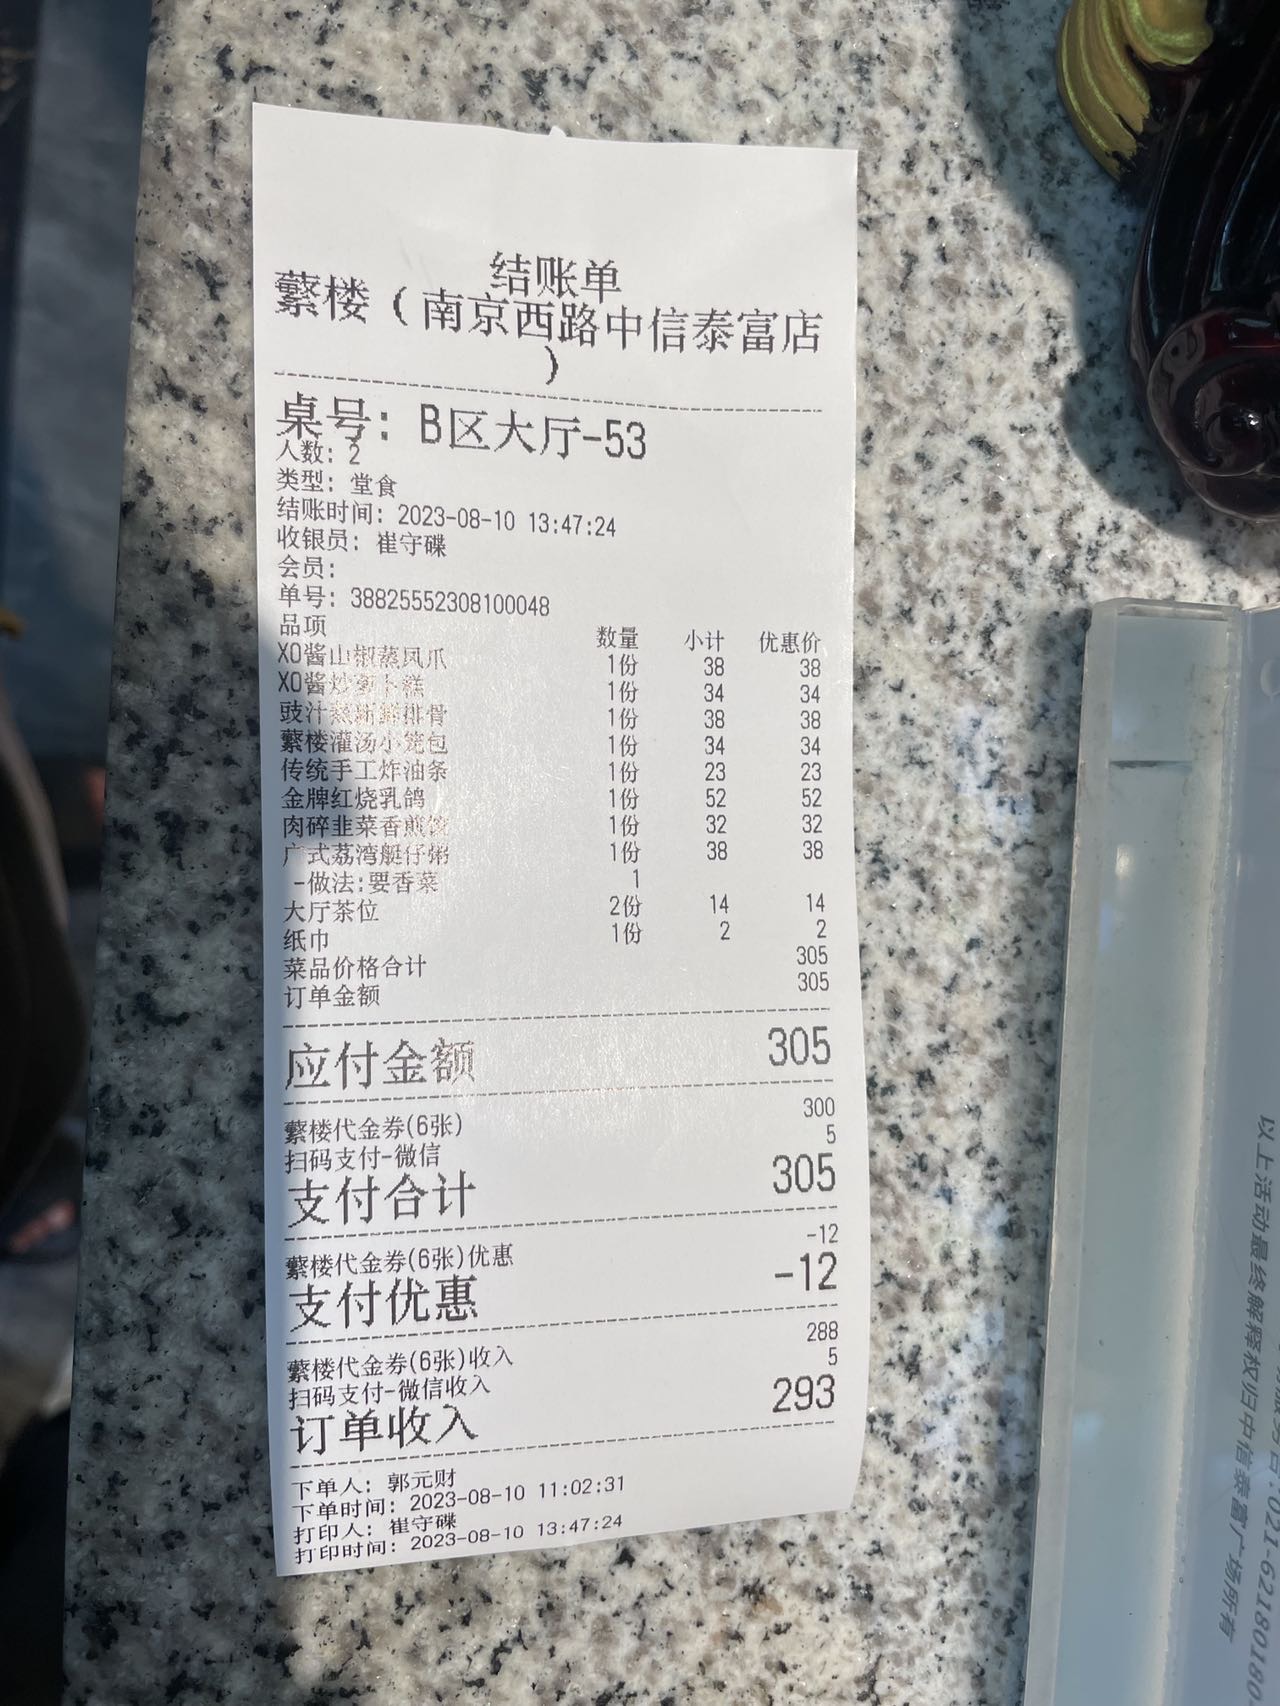 结账单
蘩楼（南京西路中信泰富店
）
桌号: B区大厅-53
人数: 2
类型: 堂食
结账时间: 2023-08-10 13:47:24
收银员: 崔守碟
会员:
单号: 38825552308100048
品项 数量 小计 优惠价
XO酱山椒蒸凤爪 1份 38 38
XO酱炒萝卜糕 1份 34 34
豉汁蒸新鲜排骨 1份 38 38
蘩楼灌汤小笼包 1份 34 34
传统手工炸油条 1份 23 23
金牌红烧乳鸽 1份 52 52
肉碎韭菜香煎饺 1份 32 32
广式荔湾艇仔粥 1份 38 38
-做法:要香菜 1
大厅茶位 2份 14 14
纸巾 1份 2 2
菜品价格合计 305
订单金额 305
应付金额 305
蘩楼代金券(6张) 300
扫码支付-微信 5
支付合计 305
蘩楼代金券(6张)优惠 -12
支付优惠 -12
蘩楼代金券(6张)收入 288
扫码支付-微信收入 5
订单收入 293
下单人: 郭元财
下单时间: 2023-08-10 11:02:31
打印人: 崔守碟
打印时间: 2023-08-10 13:47:24
以上活动最终解释权归中信泰富广场所有
:021-62180180